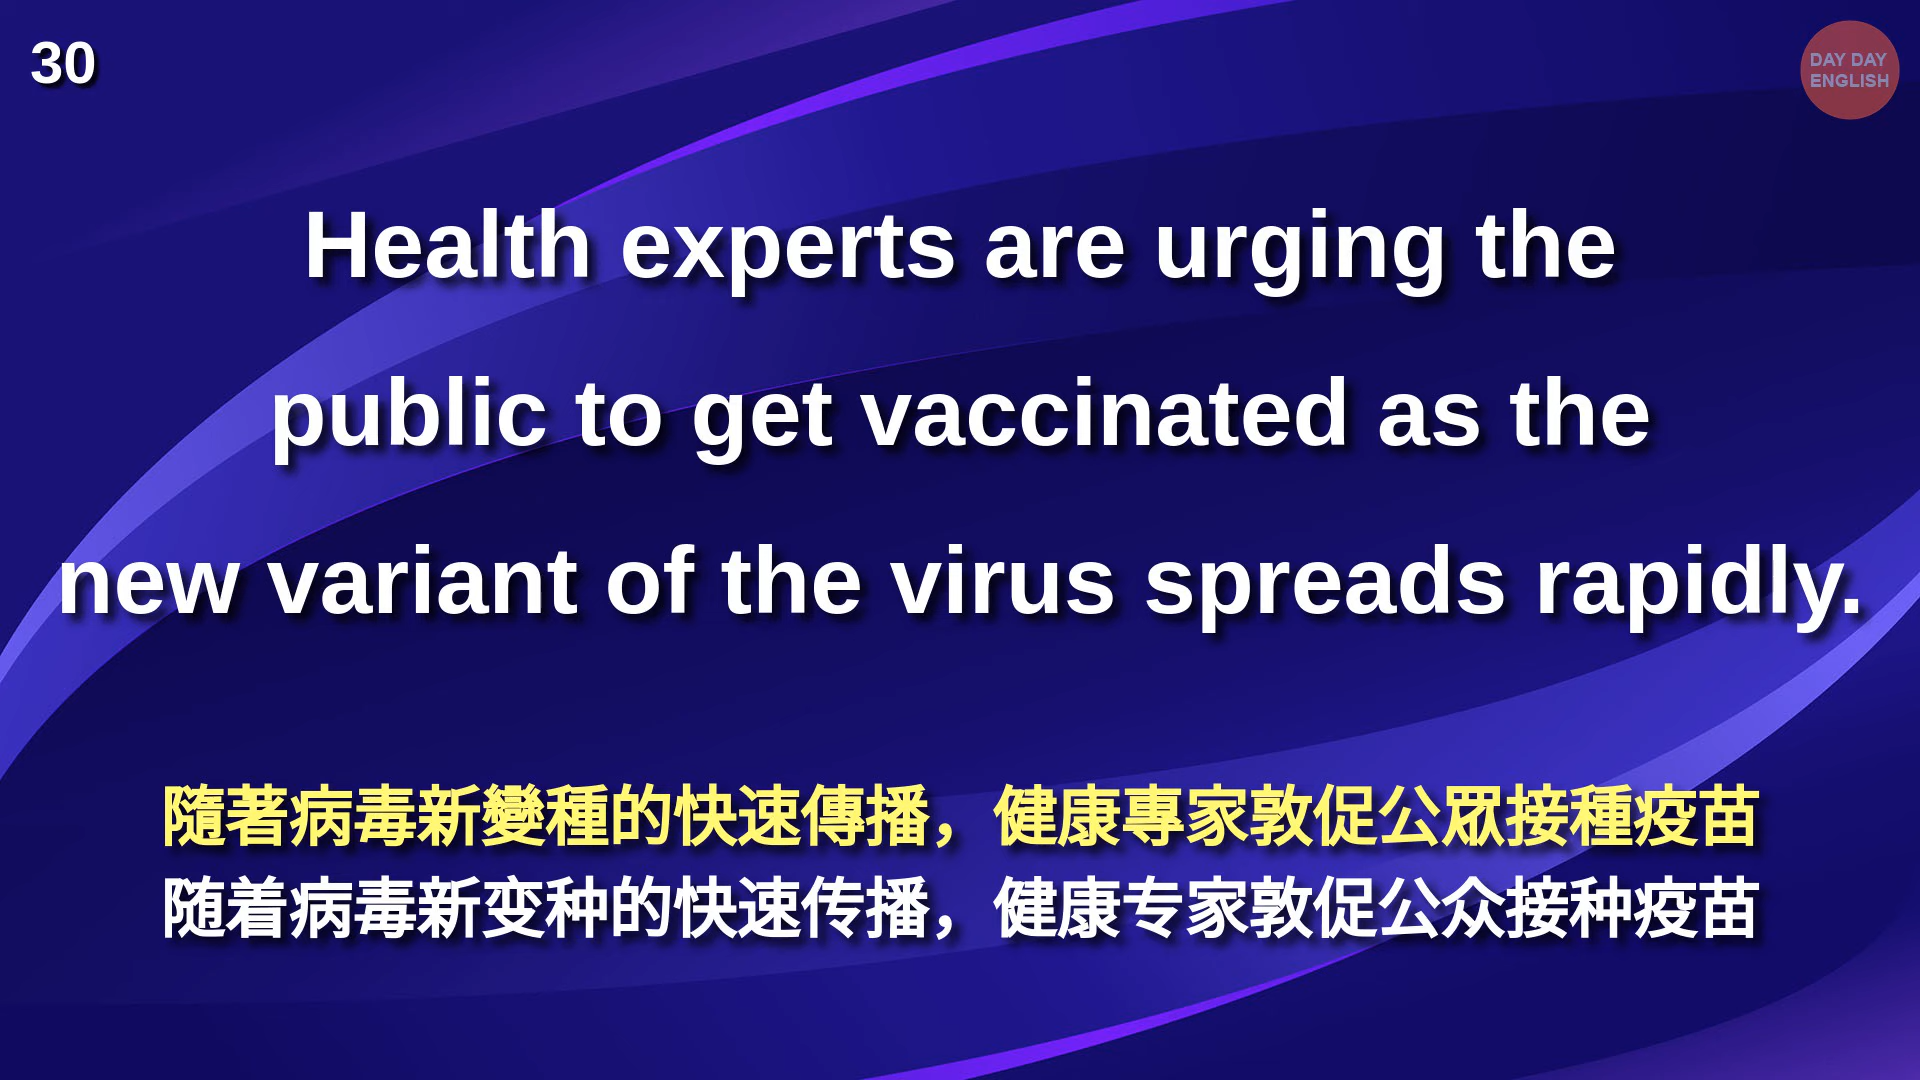 30
DAY DAY
ENGLISH
Health experts are urging the
public to get vaccinated as the
new variant of the virus spreads rapidly.
隨著病毒新變種的快速傳播，健康專家敦促公眾接種疫苗
随着病毒新变种的快速传播，健康专家敦促公众接种疫苗